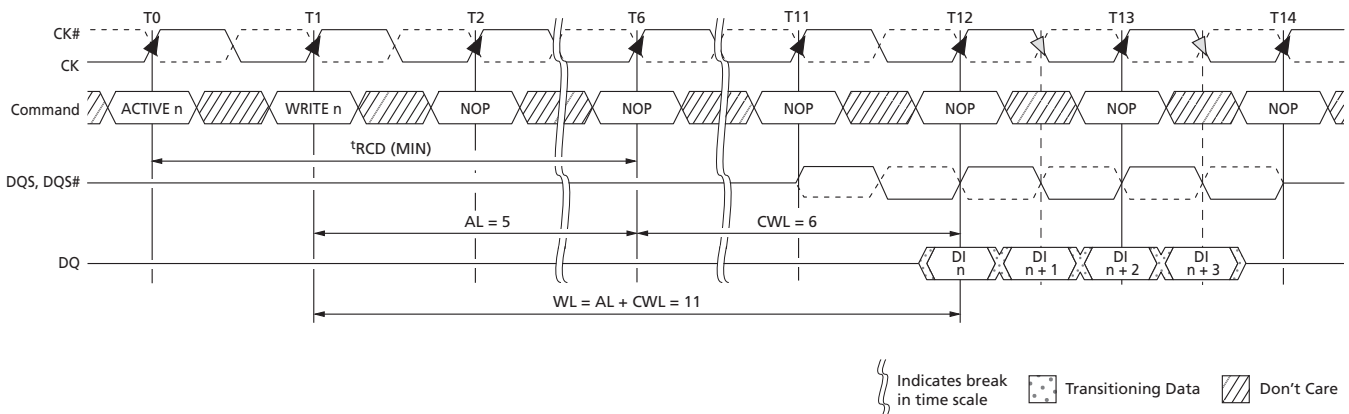 T0 T1 T2 T6 T11 T12 T13 T14
CK#
CK
Command ACTIVE n WRITE n NOP NOP NOP NOP NOP NOP
tRCD (MIN)
DQS, DQS#
AL = 5 CWL = 6
DQ DI n DI n + 1 DI n + 2 DI n + 3
WL = AL + CWL = 11
Indicates break
in time scale
Transitioning Data
Don't Care